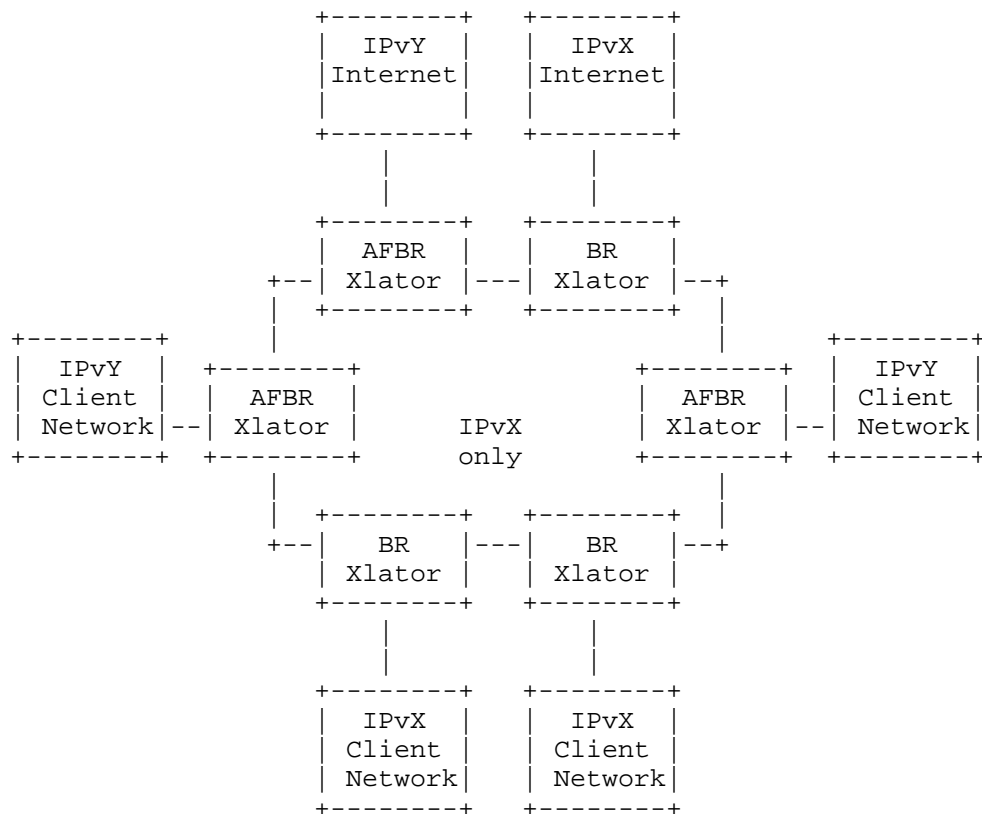 IPvY IPvX
Internet Internet
AFBR BR
Xlator Xlator
IPvY IPvY
Client AFBR AFBR Client
Network Xlator IPvX Xlator Network
only
BR BR
Xlator Xlator
IPvX IPvX
Client Client
Network Network